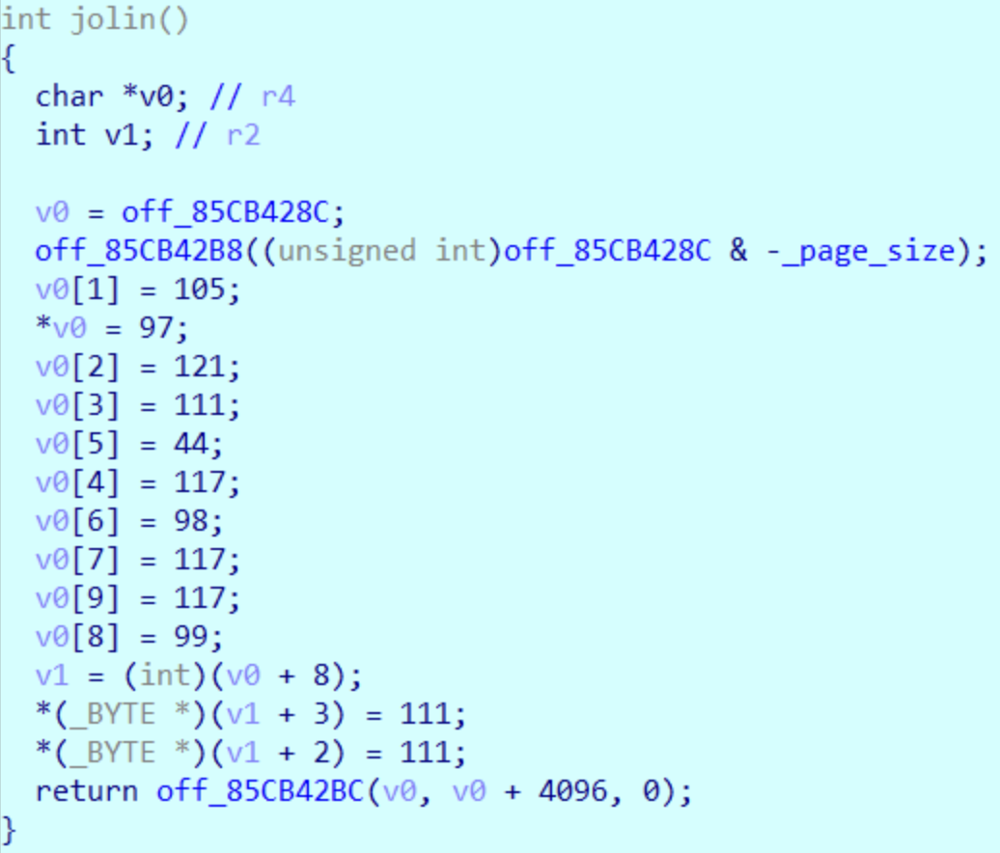 int jolin()
{
  char *v0; // r4
  int v1; // r2

  v0 = off_85CB428C;
  off_85CB42B8((unsigned int)off_85CB428C & -_page_size);
  v0[1] = 105;
  *v0 = 97;
  v0[2] = 121;
  v0[3] = 111;
  v0[5] = 44;
  v0[4] = 117;
  v0[6] = 98;
  v0[7] = 117;
  v0[9] = 117;
  v0[8] = 99;
  v1 = (int)(v0 + 8);
  *(_BYTE *)(v1 + 3) = 111;
  *(_BYTE *)(v1 + 2) = 111;
  return off_85CB42BC(v0, v0 + 4096, 0);
}